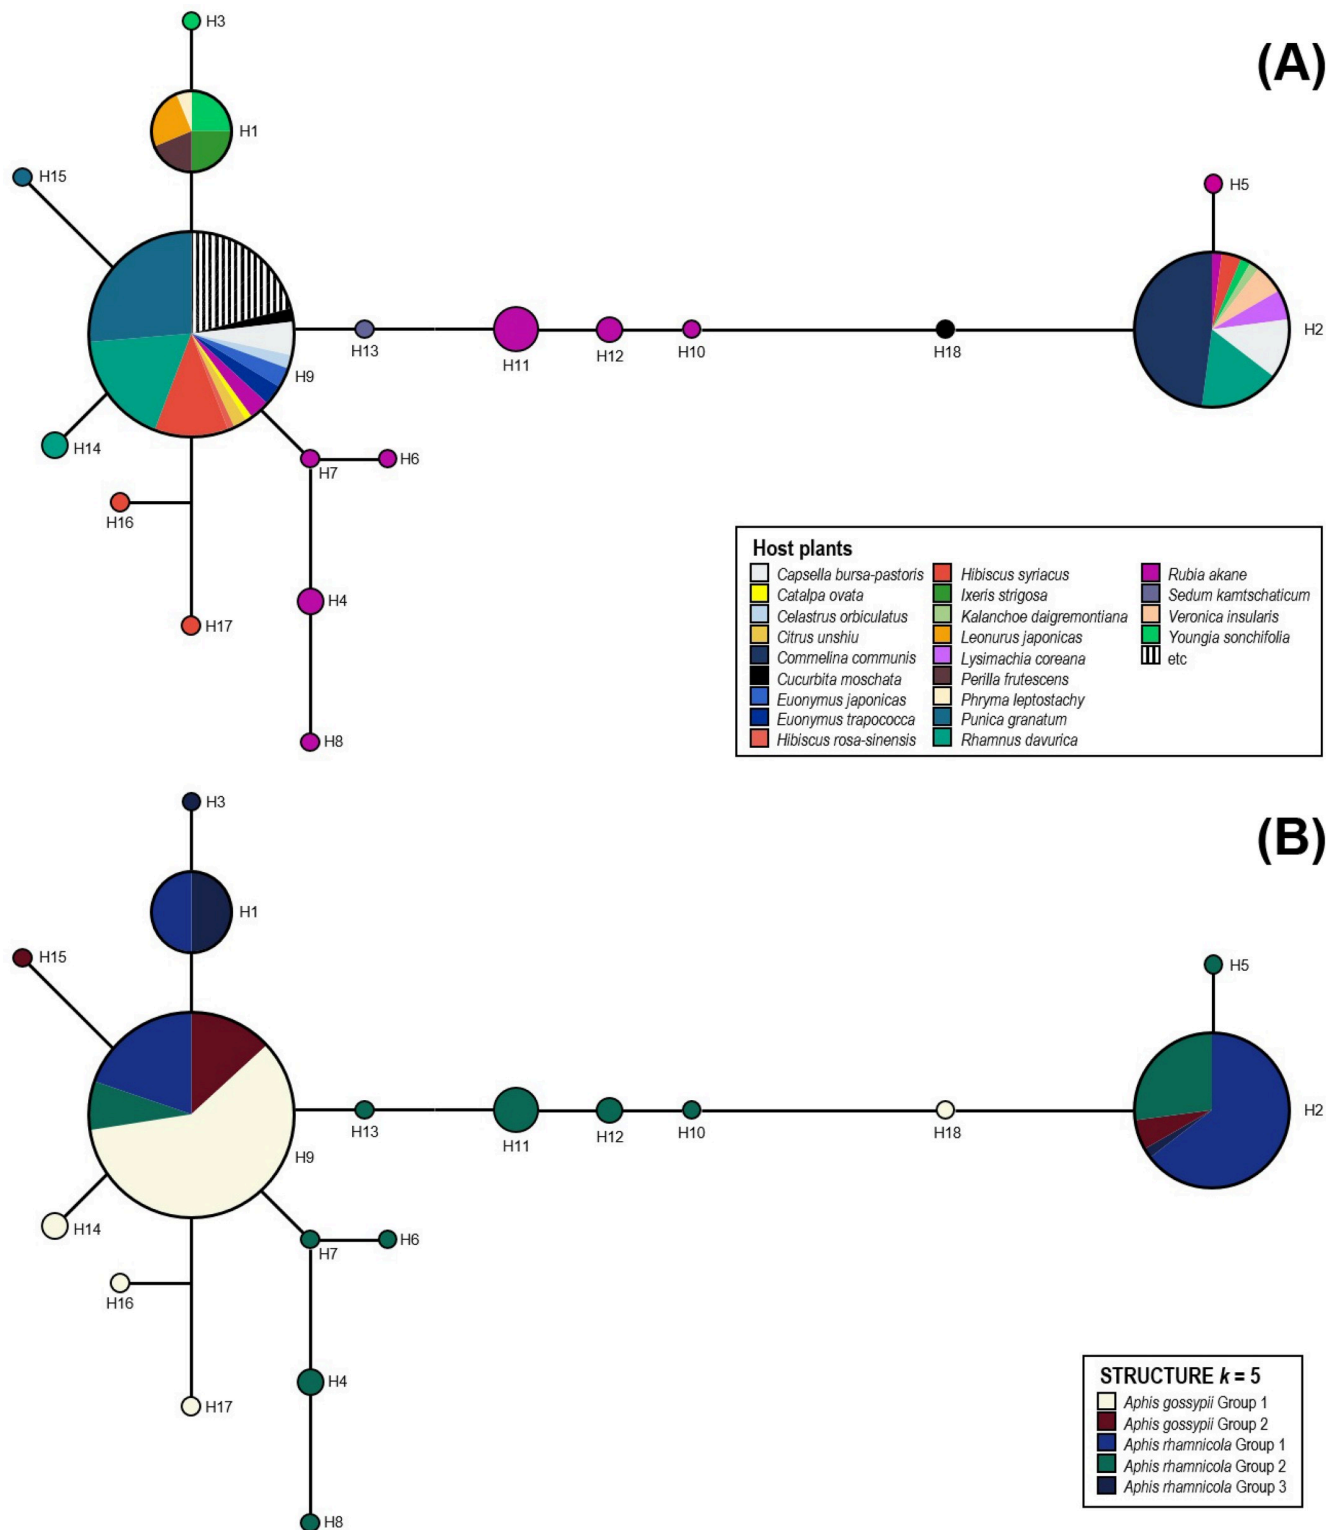 (A)
H3
H1
H15
H5
H13
H11
H12
H10
H18
H2
H9
H14
H7
H6
H16
H4
H17
H8
Host plants
Capsella bursa-pastoris
Catalpa ovata
Celastrus orbiculatus
Citrus unshiu
Commelina communis
Cucurbita moschata
Euonymus japonicas
Euonymus trapococca
Hibiscus rosa-sinensis
Hibiscus syriacus
Ixeris strigosa
Kalanchoe daigremontiana
Leonurus japonicas
Lysimachia coreana
Perilla frutescens
Phryma leptostachy
Punica granatum
Rhamnus davurica
Rubia akane
Sedum kamtschaticum
Veronica insularis
Youngia sonchifolia
etc
(B)
H3
H1
H15
H5
H13
H11
H12
H10
H18
H2
H9
H14
H7
H6
H16
H4
H17
H8
STRUCTURE k = 5
Aphis gossypii Group 1
Aphis gossypii Group 2
Aphis rhamnicola Group 1
Aphis rhamnicola Group 2
Aphis rhamnicola Group 3